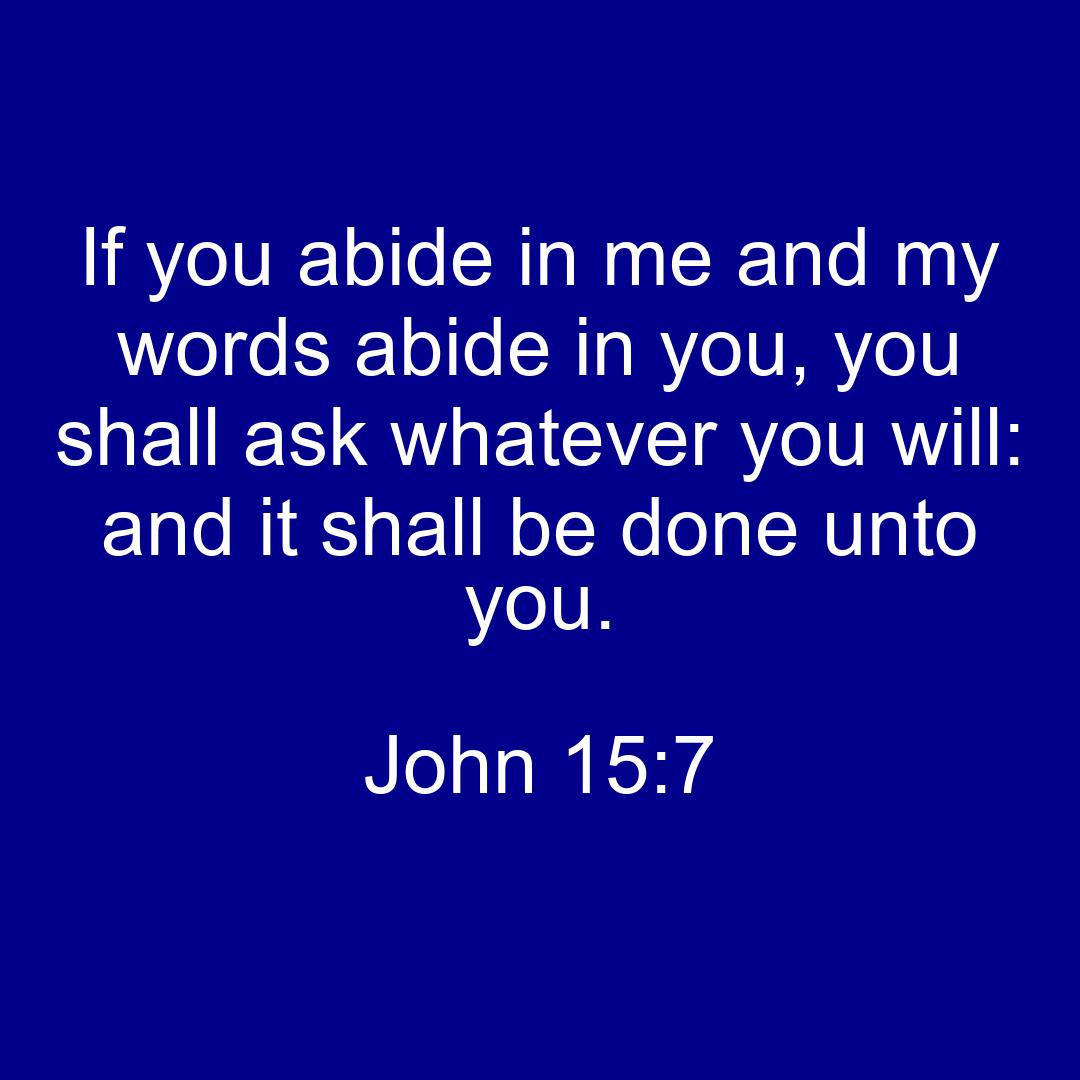 If you abide in me and my
words abide in you, you
shall ask whatever you will:
and it shall be done unto
you.
John 15:7